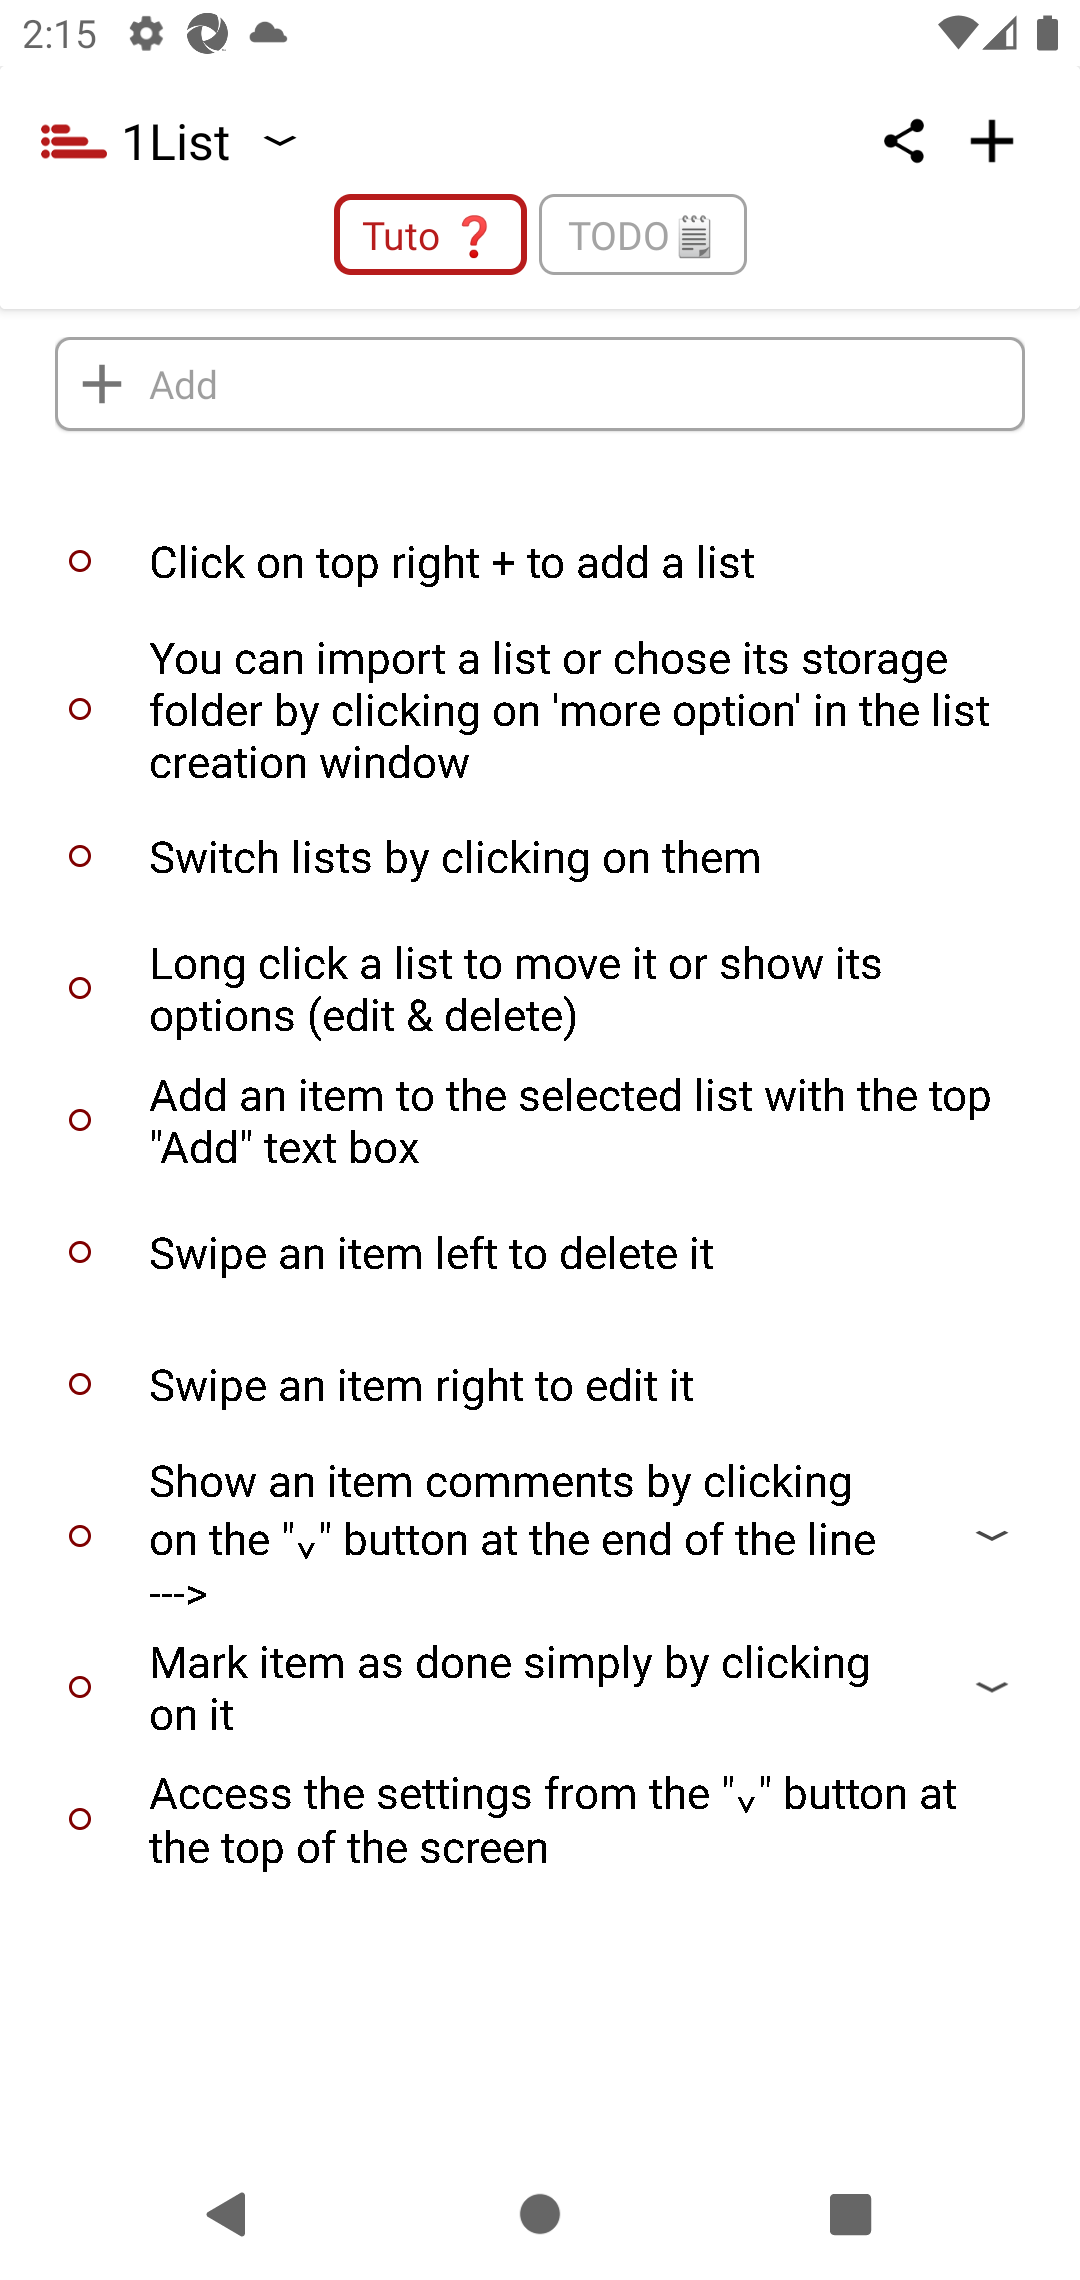 2:15
1List
Tuto ❓
TODO🗒
Add
Click on top right + to add a list
You can import a list or chose its storage
folder by clicking on 'more option' in the list
creation window
Switch lists by clicking on them
Long click a list to move it or show its
options (edit & delete)
Add an item to the selected list with the top
"Add" text box
Swipe an item left to delete it
Swipe an item right to edit it
Show an item comments by clicking
on the "˅" button at the end of the line
--->
Mark item as done simply by clicking
on it
Access the settings from the "˅" button at
the top of the screen